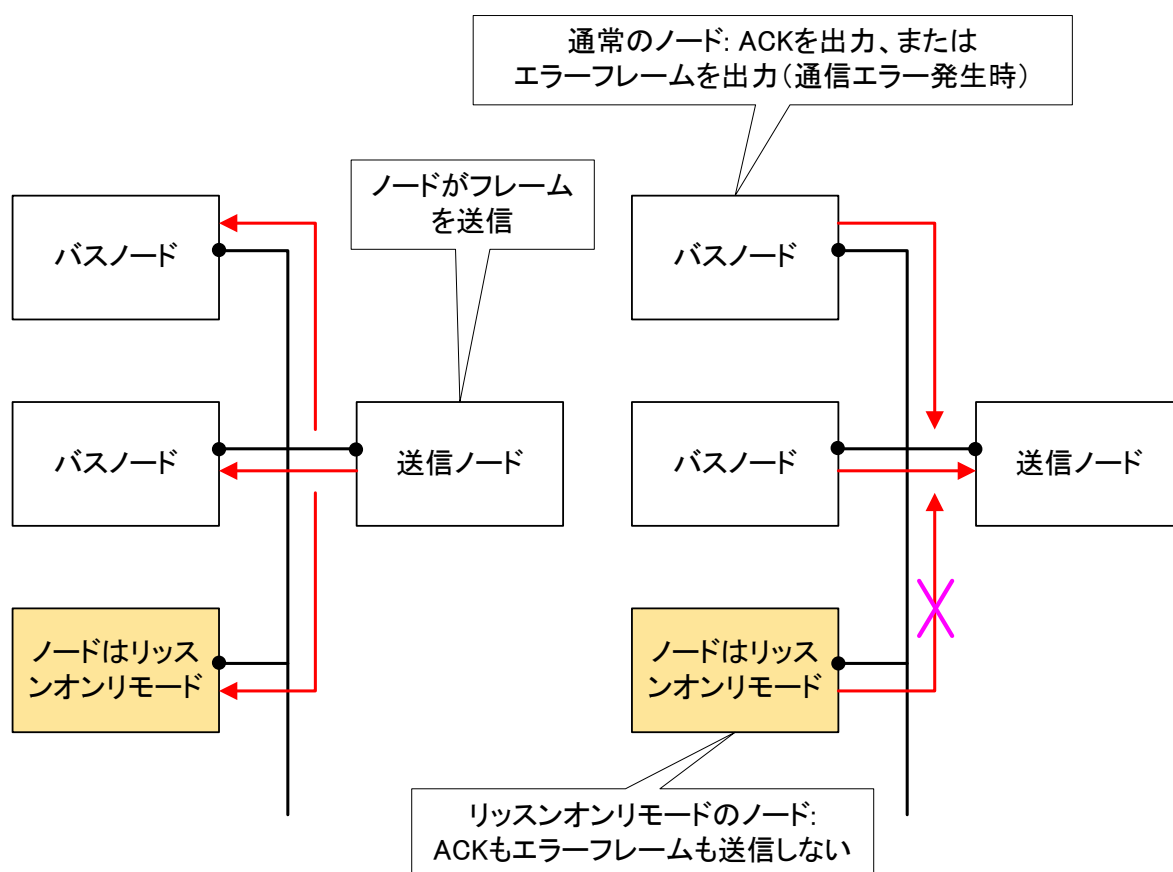 通常のノード: ACKを出力、または
エラーフレームを出力（通信エラー発生時）
ノードがフレーム
を送信
バスノード
バスノード
バスノード
送信ノード
バスノード
送信ノード
ノードはリッス
ンオンリモード
ノードはリッス
ンオンリモード
リッスンオンリモードのノード:
ACKもエラーフレームも送信しない